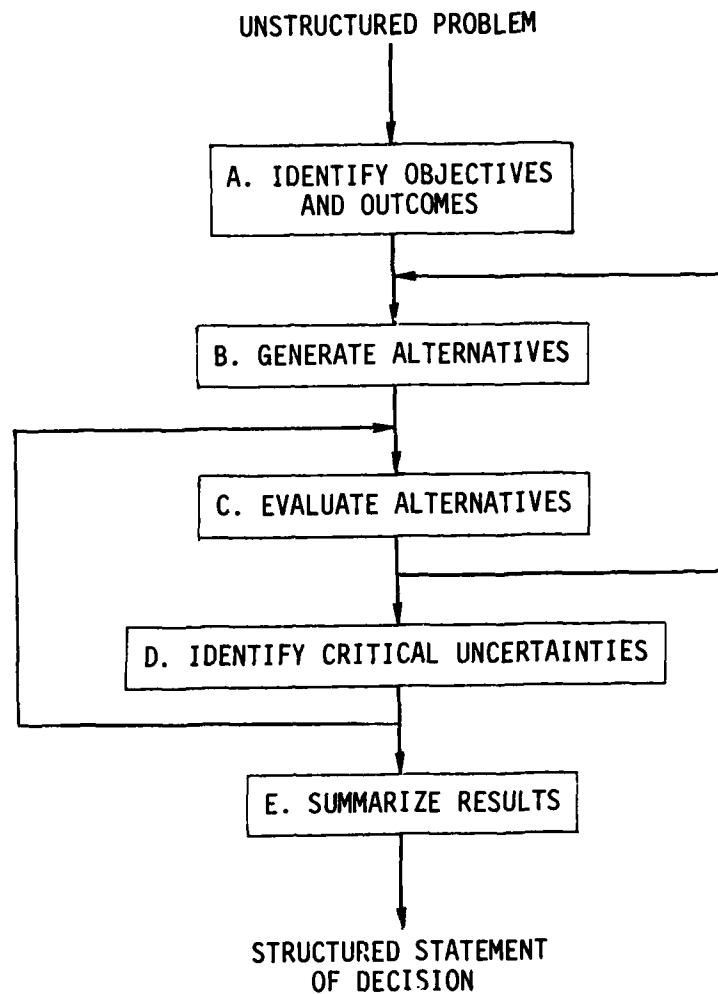 UNSTRUCTURED PROBLEM
A. IDENTIFY OBJECTIVES
AND OUTCOMES
B. GENERATE ALTERNATIVES
C. EVALUATE ALTERNATIVES
D. IDENTIFY CRITICAL UNCERTAINTIES
E. SUMMARIZE RESULTS
STRUCTURED STATEMENT
OF DECISION